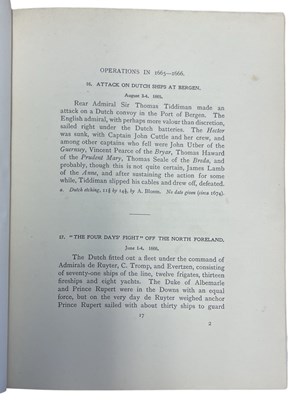 OPERATIONS IN 1665—1666.
16. ATTACK ON DUTCH SHIPS AT BERGEN.
August 3-4, 1665.
Rear Admiral Sir Thomas Tiddiman made an
attack on a Dutch convoy in the Port of Bergen. The
English admiral, with perhaps more valour than discretion,
sailed right under the Dutch batteries. The Hector
was sunk, with Captain John Cuttle and her crew, and
among other captains who fell were John Utber of the
Guernsey, Vincent Pearce of the Bryar, Thomas Haward
of the Prudent Mary, Thomas Seale of the Breda, and
probably, though this is not quite certain, James Lamb
of the Anne, and after sustaining the action for some
while, Tiddiman slipped his cables and drew off, defeated.
a. Dutch etching, 11¾ by 14¾, by A. Bloem. No date given (circa 1674).
17. "THE FOUR DAYS' FIGHT" OFF THE NORTH FORELAND,
June 1-4, 1666.
The Dutch fitted out a fleet under the command of
Admirals de Ruyter, C. Tromp, and Evertzen, consisting
of seventy-one ships of the line, twelve frigates, thirteen
fireships and eight yachts. The Duke of Albemarle
and Prince Rupert were in the Downs with an equal
force, but on the very day de Ruyter weighed anchor
Prince Rupert sailed with about thirty ships to guard
17
2